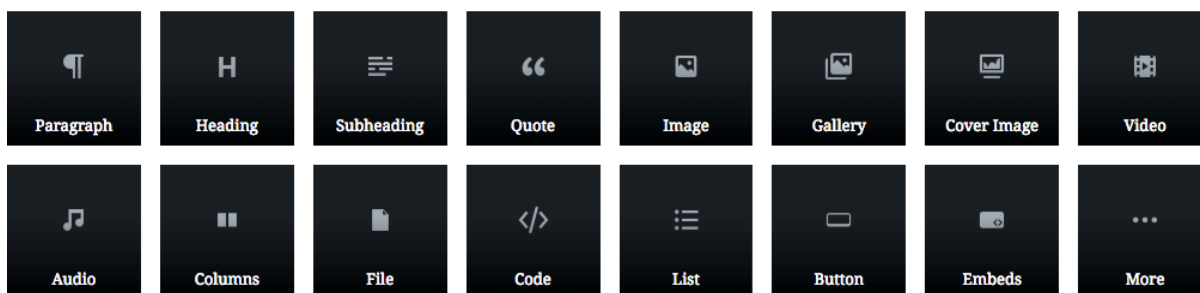 Paragraph
Heading
Subheading
Quote
Image
Gallery
Cover Image
Video
Audio
Columns
File
Code
List
Button
Embeds
More